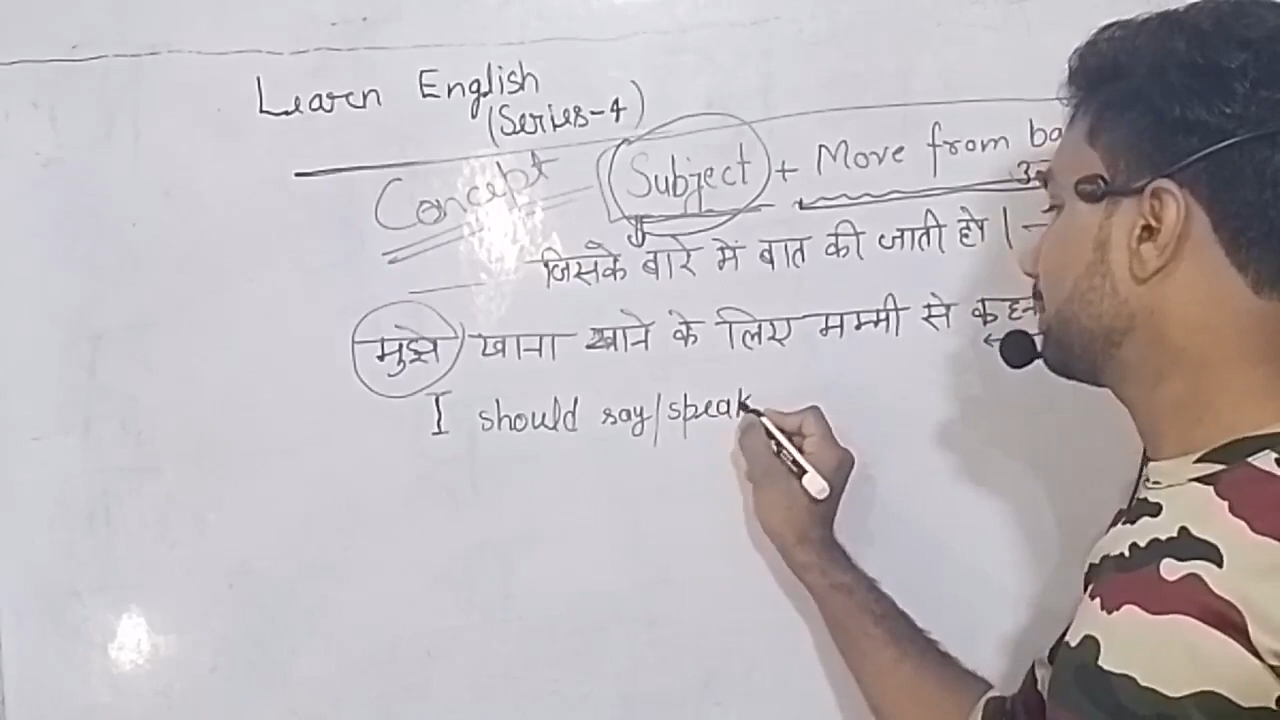 Learn English
(Series-4)
Concept Subject + Move from ba
जिसके बारे में बात की जाती हो । -
मुझे खाना खाने के लिए मम्मी से कहन
I should say/speak